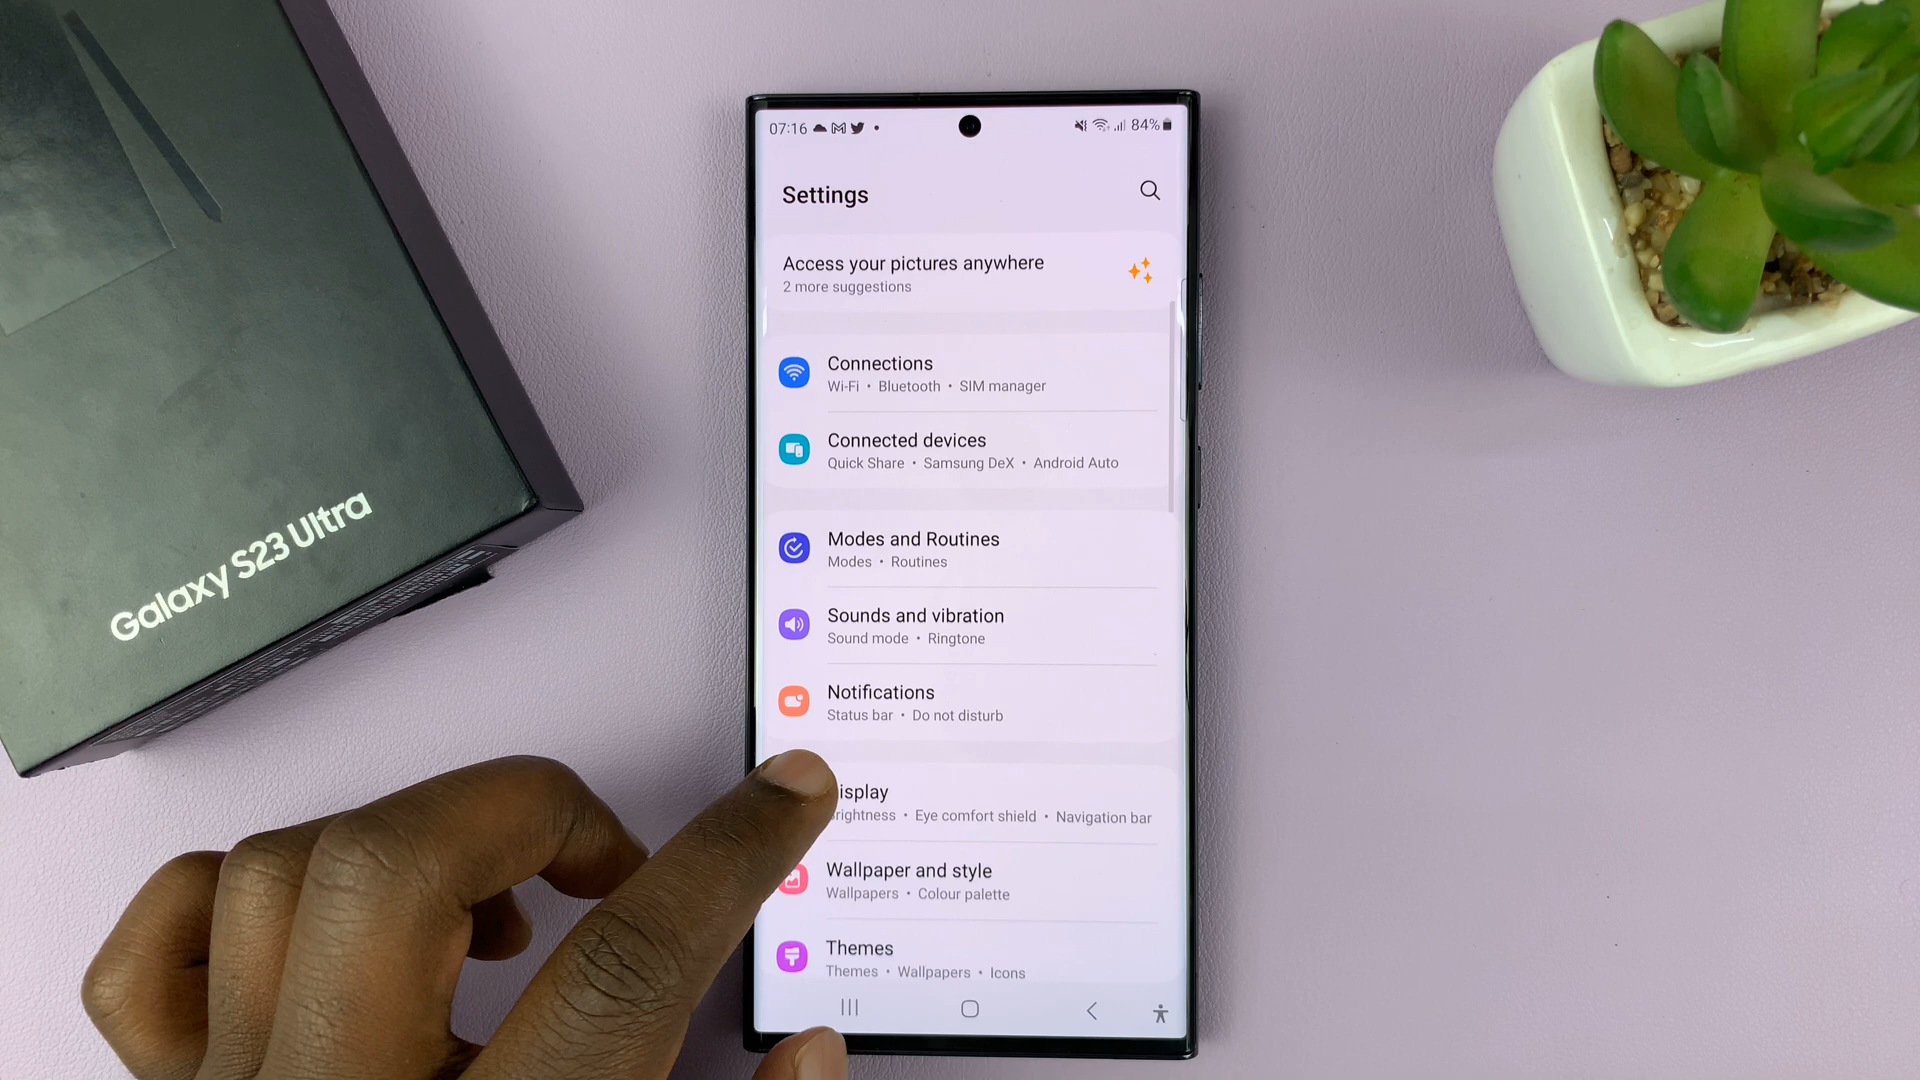 Galaxy S23 Ultra
07:16 84%
Settings
Access your pictures anywhere
2 more suggestions
Connections
Wi-Fi • Bluetooth • SIM manager
Connected devices
Quick Share • Samsung DeX • Android Auto
Modes and Routines
Modes • Routines
Sounds and vibration
Sound mode • Ringtone
Notifications
Status bar • Do not disturb
isplay
rightness • Eye comfort shield • Navigation bar
Wallpaper and style
Wallpapers • Colour palette
Themes
Themes • Wallpapers • Icons